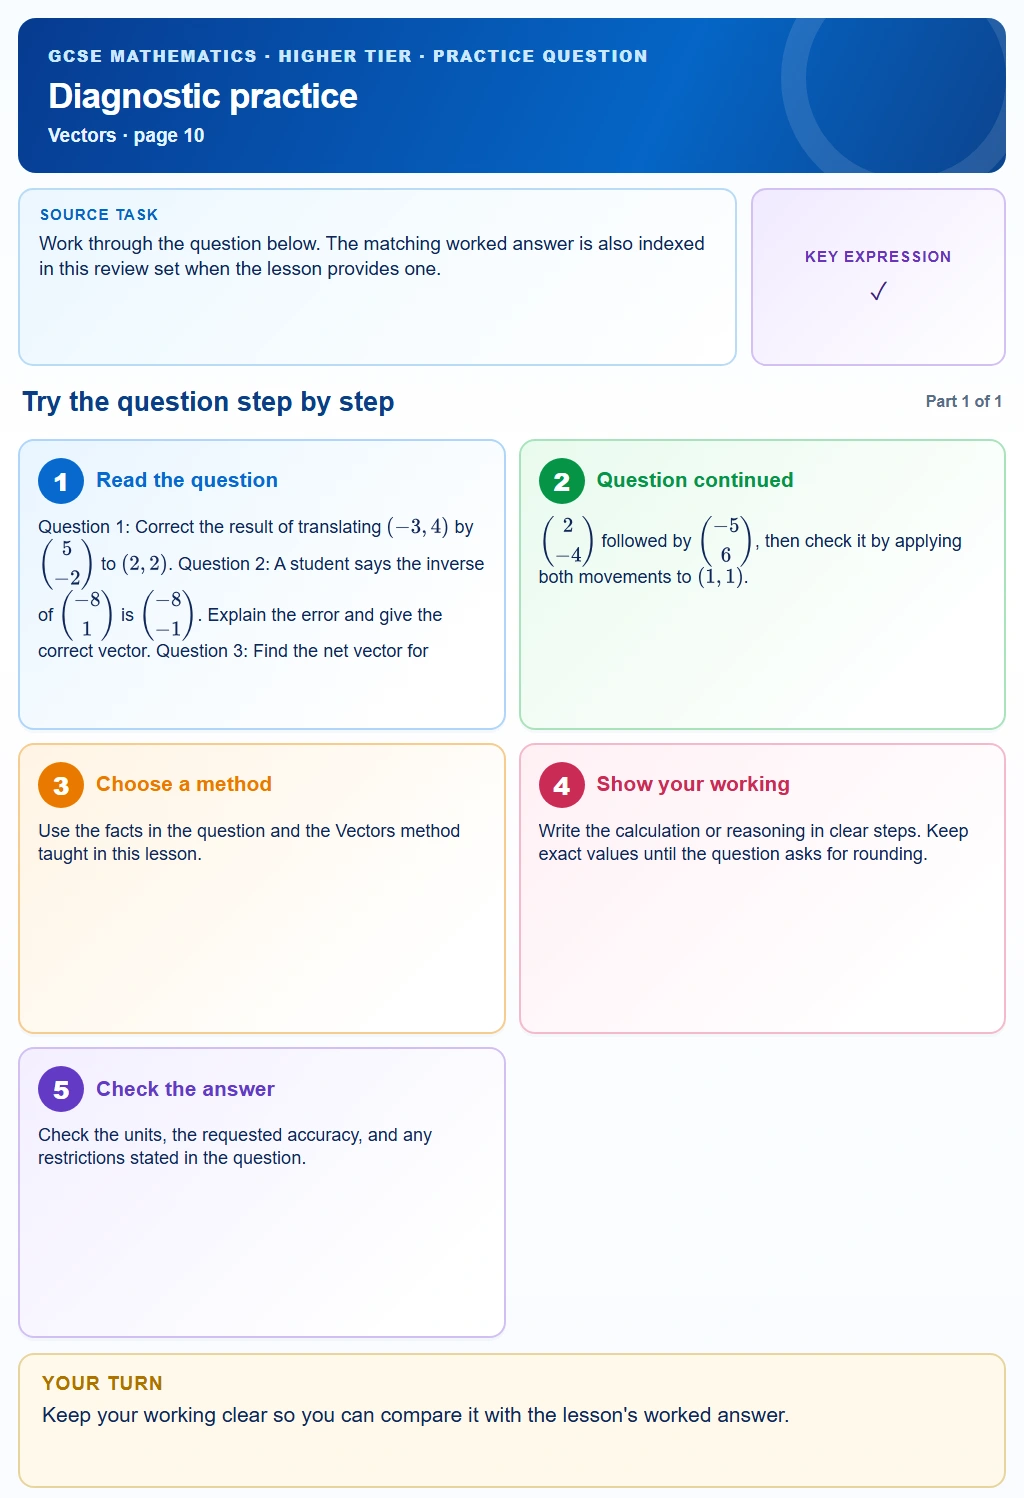 GCSE MATHEMATICS · HIGHER TIER · PRACTICE QUESTION
Diagnostic practice
Vectors · page 10
SOURCE TASK
Work through the question below. The matching worked answer is also indexed
in this review set when the lesson provides one.
KEY EXPRESSION
✓
Try the question step by step
Part 1 of 1
1 Read the question
Question 1: Correct the result of translating (−3, 4) by
(5 −2) to (2, 2). Question 2: A student says the inverse
of (−8 1) is (−8 −1). Explain the error and give the
correct vector. Question 3: Find the net vector for
2 Question continued
(2 −4) followed by (−5 6), then check it by applying
both movements to (1, 1).
3 Choose a method
Use the facts in the question and the Vectors method
taught in this lesson.
4 Show your working
Write the calculation or reasoning in clear steps. Keep
exact values until the question asks for rounding.
5 Check the answer
Check the units, the requested accuracy, and any
restrictions stated in the question.
YOUR TURN
Keep your working clear so you can compare it with the lesson's worked answer.